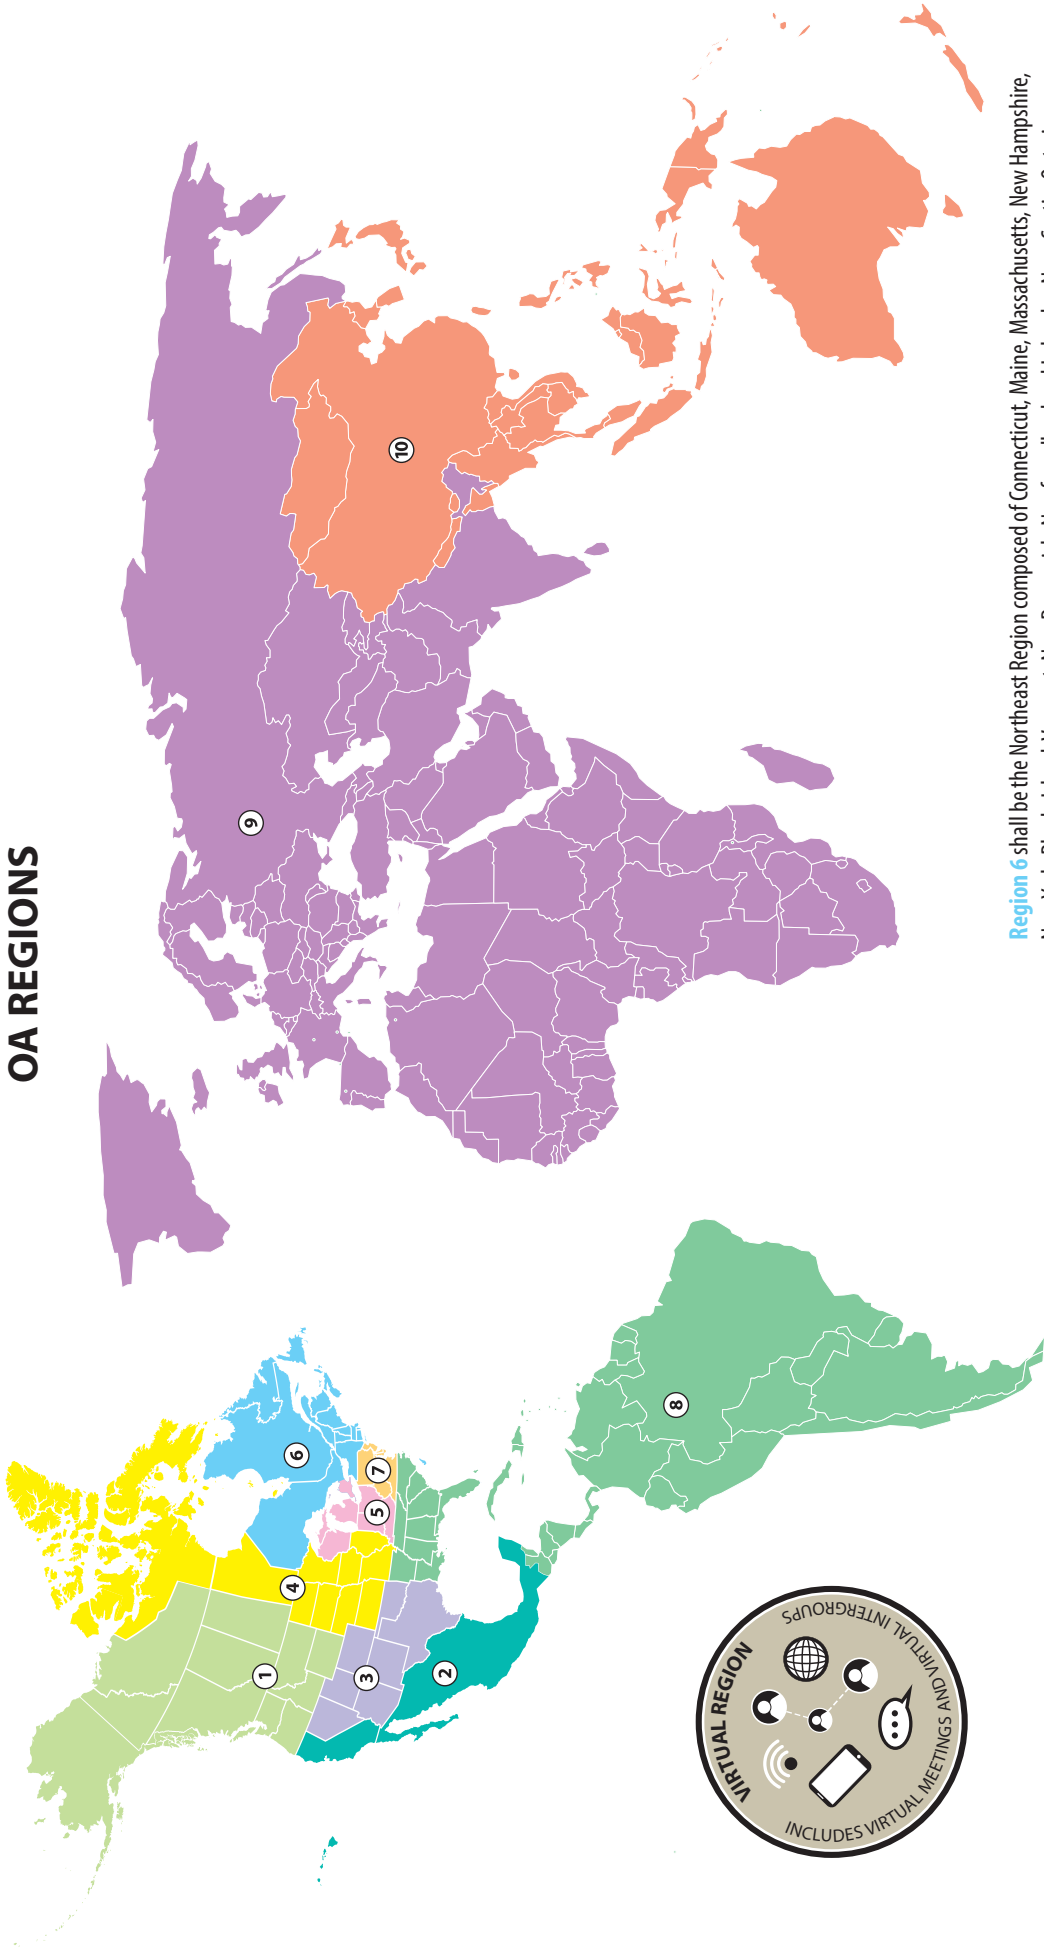 OA REGIONS
1
2
3
4
5
6
7
8
9
10
VIRTUAL REGION
INCLUDES VIRTUAL MEETINGS AND VIRTUAL INTERGROUPS
Region 6 shall be the Northeast Region composed of Connecticut, Maine, Massachusetts, New Hampshire,